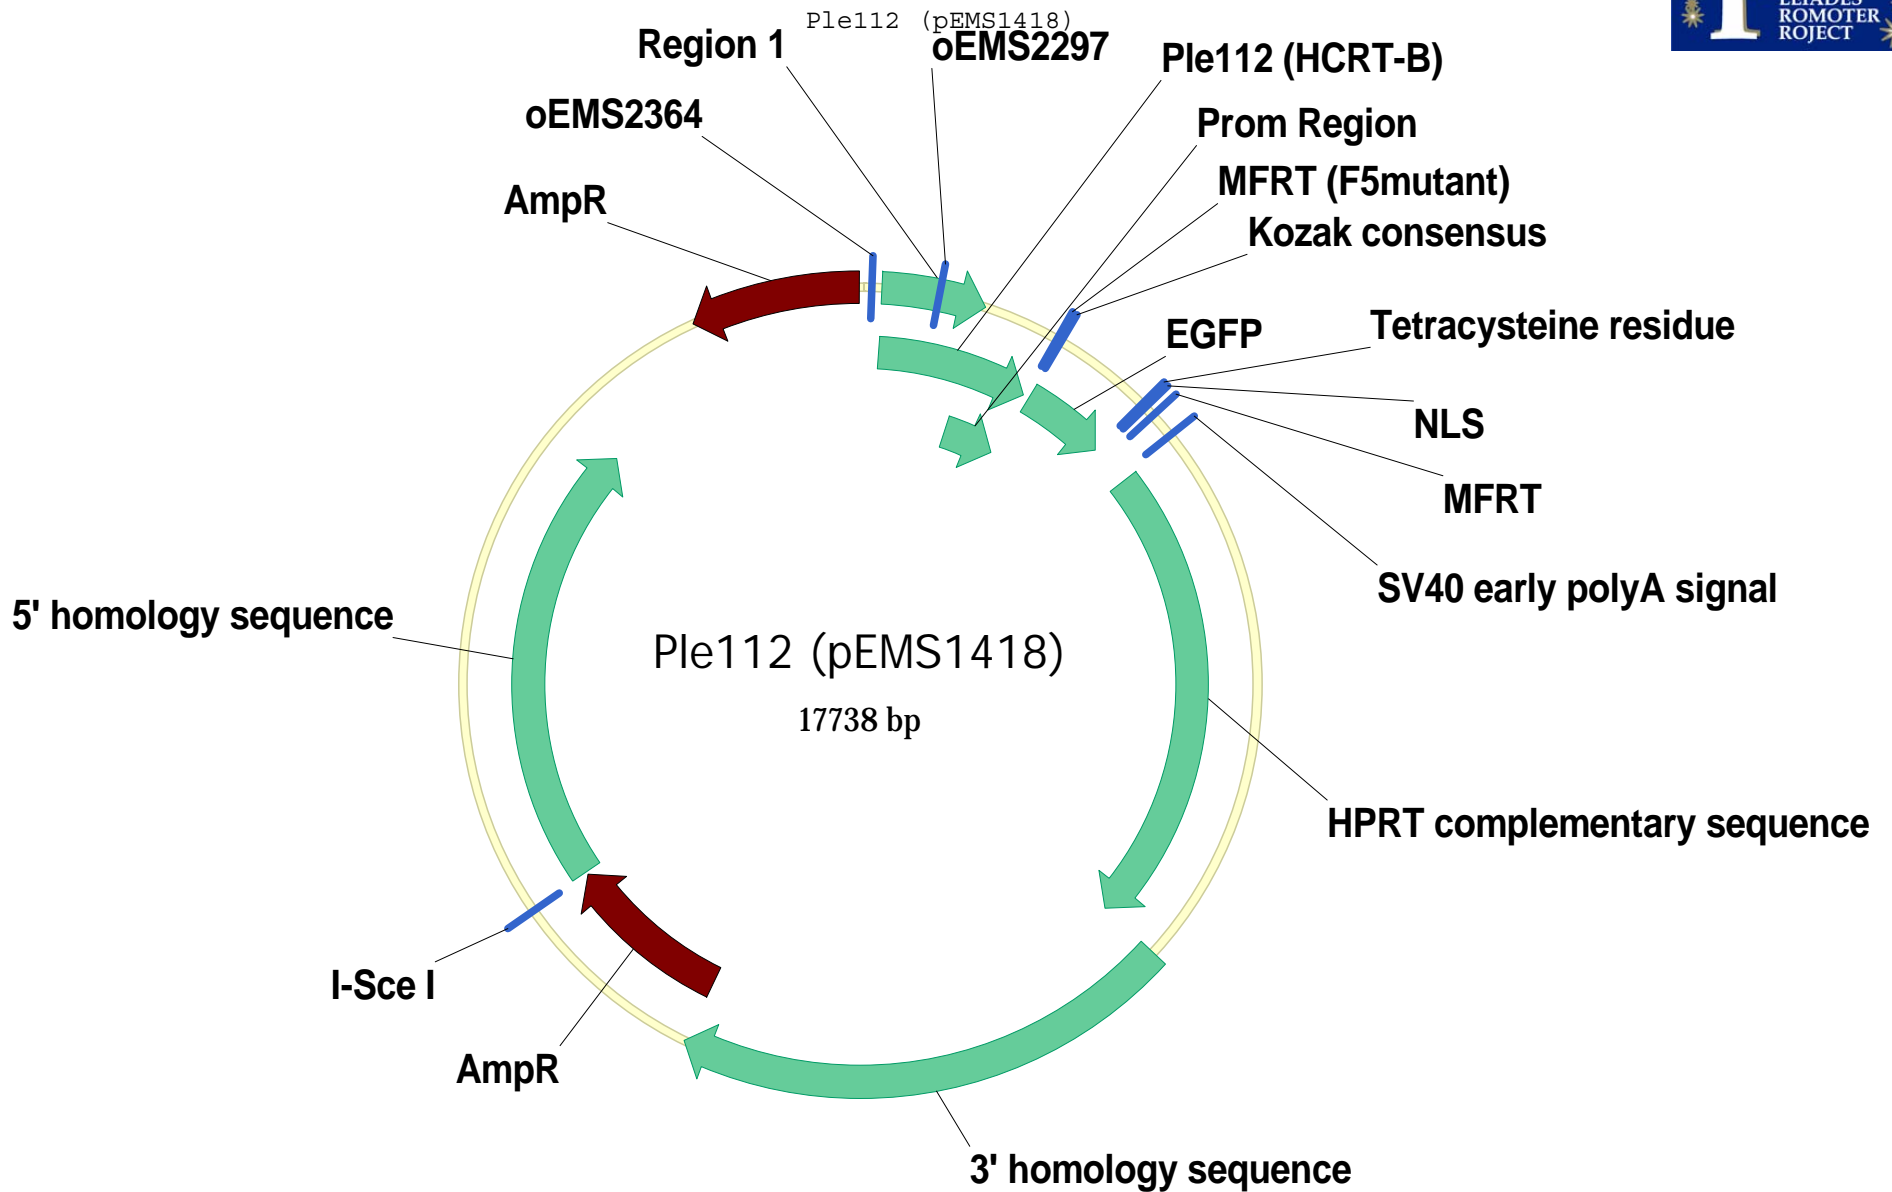 Ple112 (pEMS1418)
ROMOTER
ROJECT
Region 1
oEMS2297
Ple112 (HCRT-B)
oEMS2364
Prom Region
MFRT (F5mutant)
AmpR
Kozak consensus
EGFP
Tetracysteine residue
NLS
MFRT
SV40 early polyA signal
5' homology sequence
Ple112 (pEMS1418)
17738 bp
HPRT complementary sequence
I-Sce I
AmpR
3' homology sequence